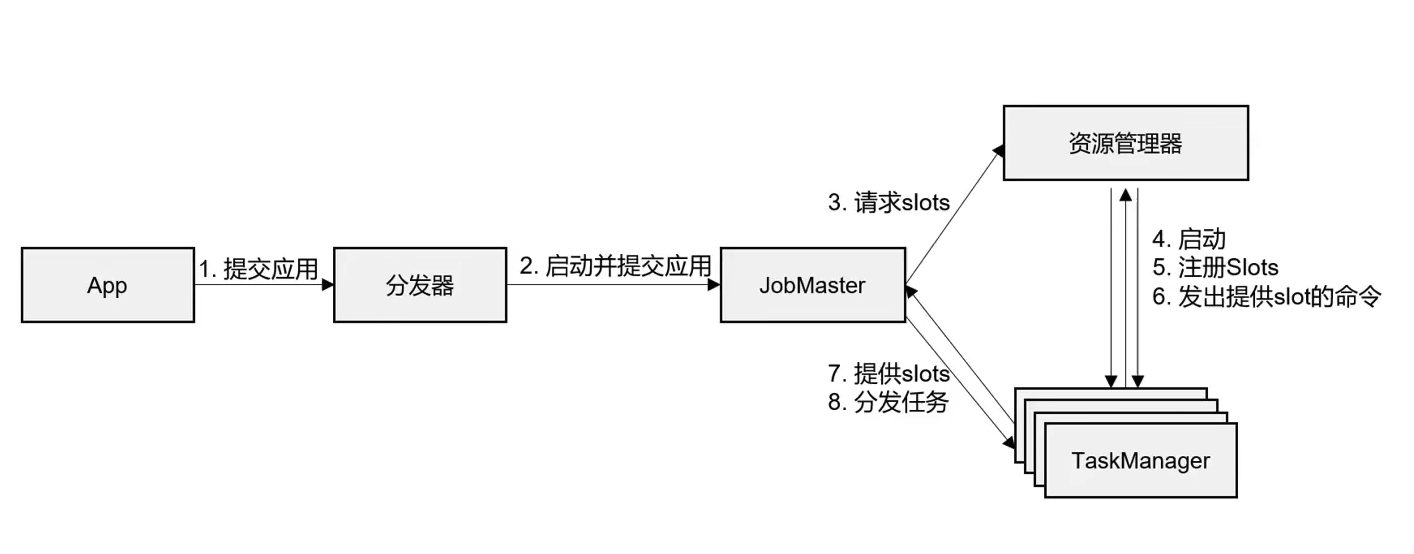 资源管理器
3. 请求slots
4. 启动
5. 注册Slots
6. 发出提供slot的命令
App
1. 提交应用
分发器
2. 启动并提交应用
JobMaster
7. 提供slots
8. 分发任务
TaskManager